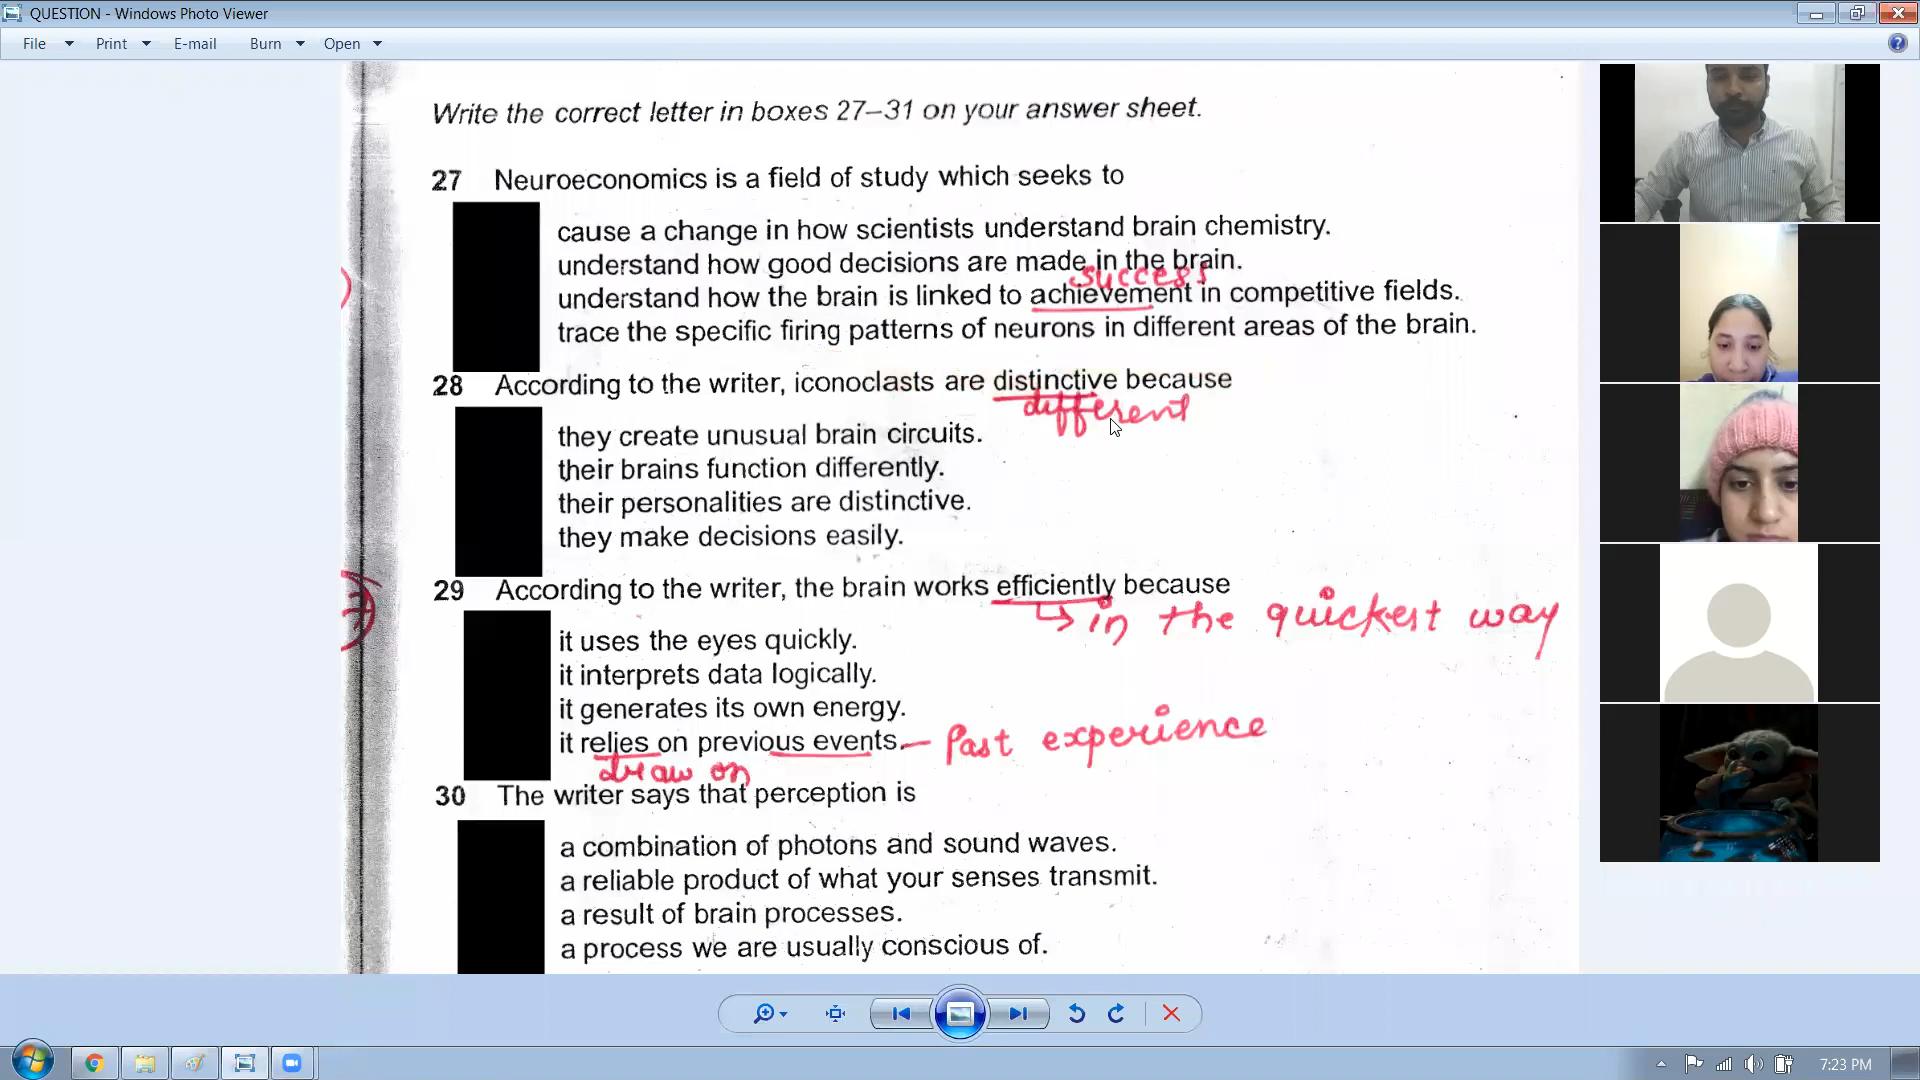 QUESTION - Windows Photo Viewer
File Print E-mail Burn Open
Write the correct letter in boxes 27–31 on your answer sheet.
27 Neuroeconomics is a field of study which seeks to
cause a change in how scientists understand brain chemistry.
understand how good decisions are made in the brain.
success
understand how the brain is linked to achievement in competitive fields.
trace the specific firing patterns of neurons in different areas of the brain.
28 According to the writer, iconoclasts are distinctive because
different
they create unusual brain circuits.
their brains function differently.
their personalities are distinctive.
they make decisions easily.
29 According to the writer, the brain works efficiently because
in the quickest way
it uses the eyes quickly.
it interprets data logically.
it generates its own energy.
it relies on previous events. – Past experience
draw on
30 The writer says that perception is
a combination of photons and sound waves.
a reliable product of what your senses transmit.
a result of brain processes.
a process we are usually conscious of.
7:23 PM